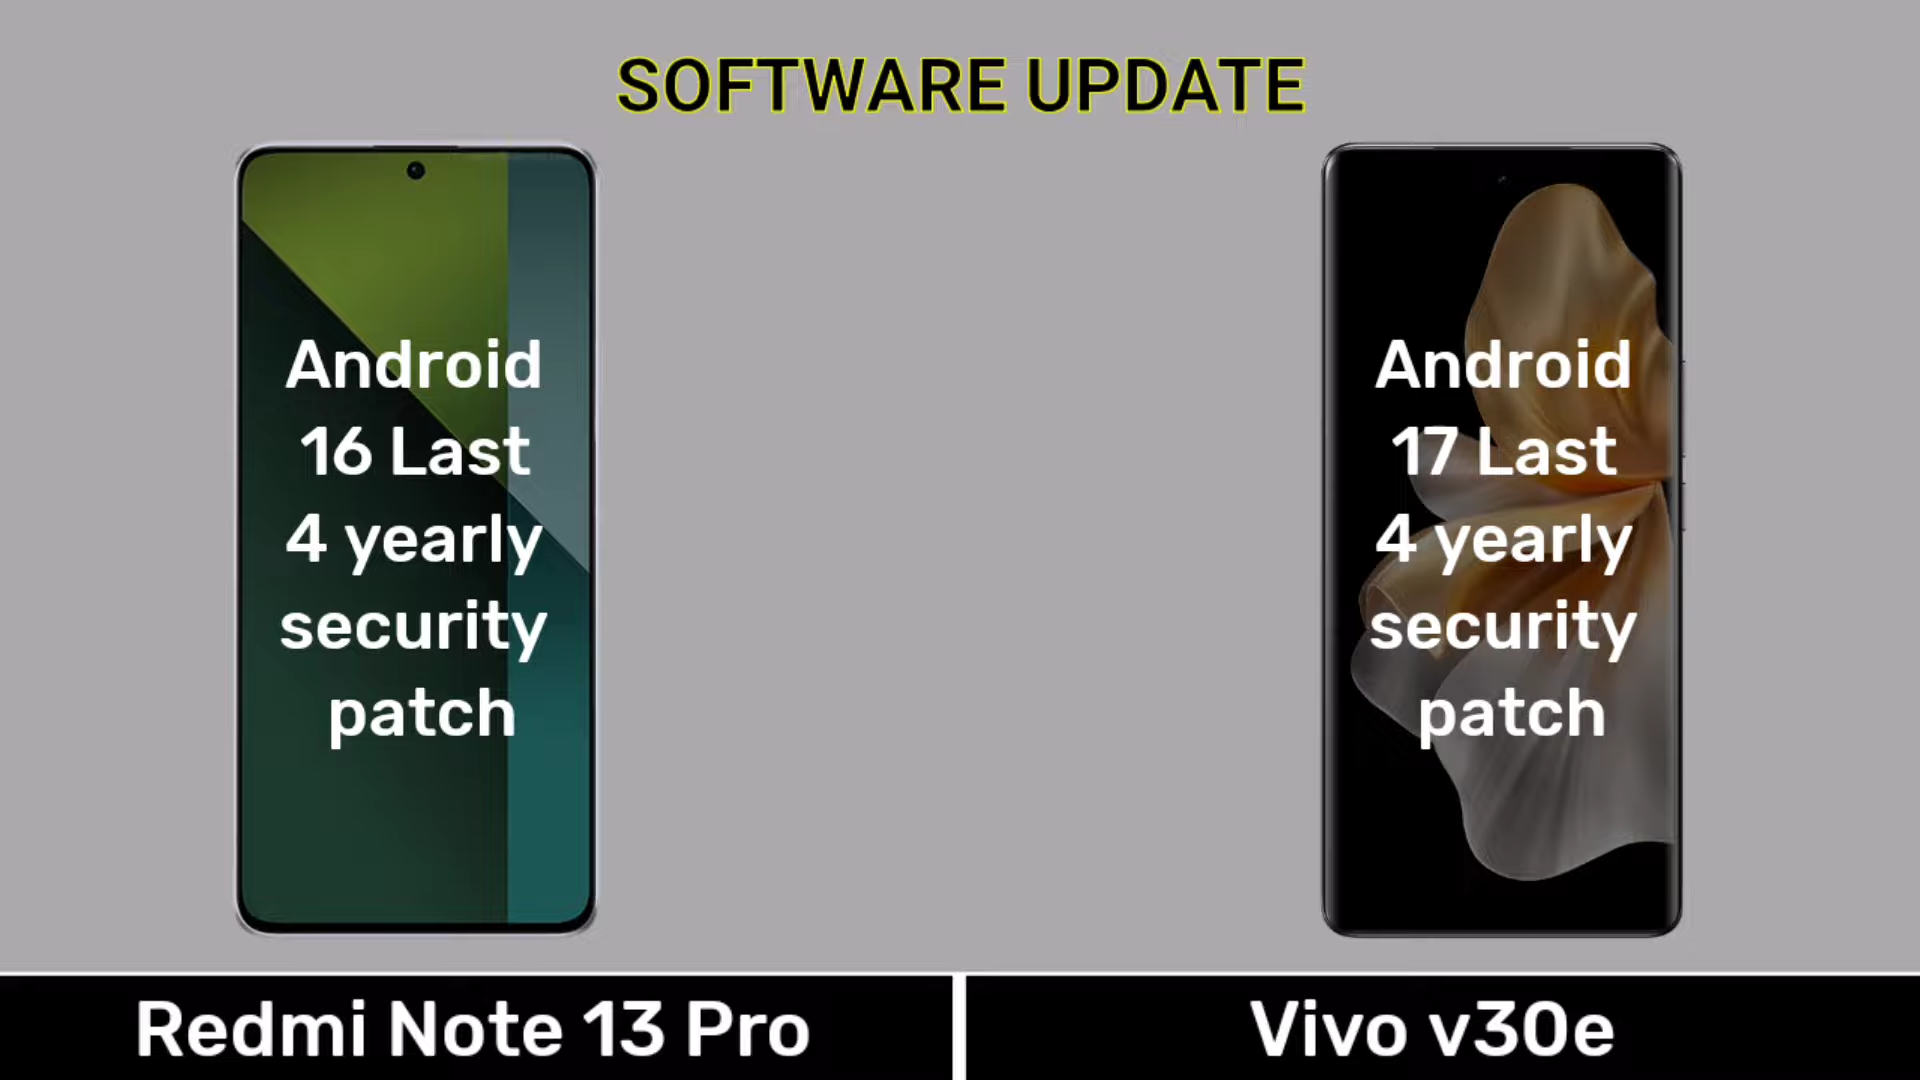 SOFTWARE UPDATE
Android
16 Last
4 yearly
security
patch
Android
17 Last
4 yearly
security
patch
Redmi Note 13 Pro
Vivo v30e